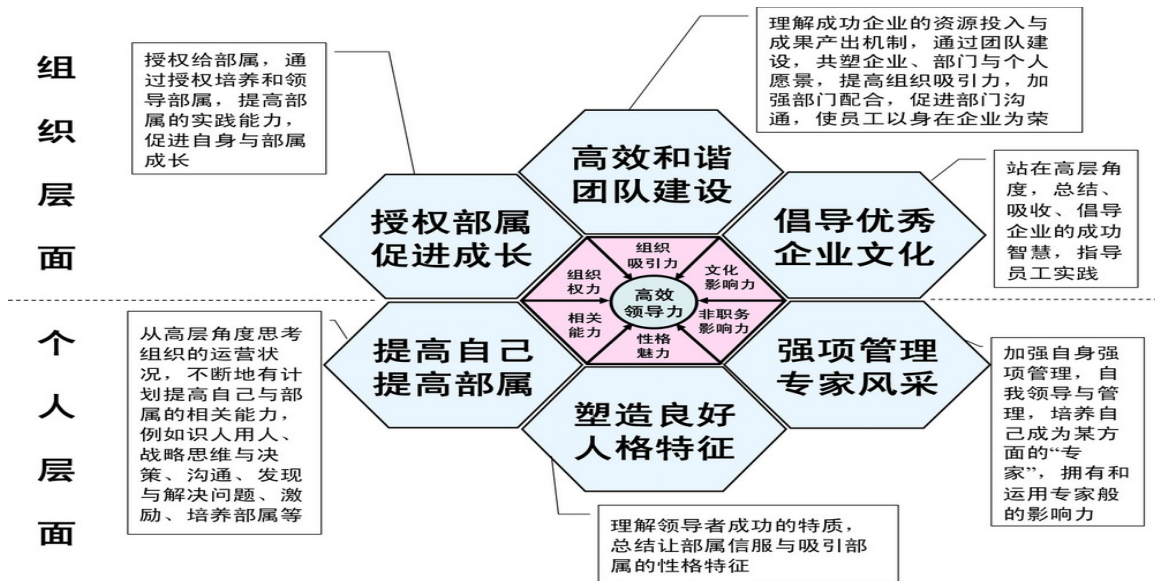 组织层面
授权给部属，通
过授权培养和领
导部属，提高部
属的实践能力，
促进自身与部属
成长
理解成功企业的资源投入与
成果产出机制，通过团队建
设，共塑企业、部门与个人
愿景，提高组织吸引力，加
强部门配合，促进部门沟
通，使员工以身在企业为荣
高效和谐
团队建设
授权部属
促进成长
倡导优秀
企业文化
站在高层角
度，总结、
吸收、倡导
企业的成功
智慧，指导
员工实践
组织
吸引力
组织
权力
文化
影响力
高效
领导力
相关
能力
非职务
影响力
性格
魅力
个人层面
从高层角度思考
组织的运营状
况，不断地有计
划提高自己与部
属的相关能力，
例如识人用人、
战略思维与决
策、沟通、发现
与解决问题、激
励、培养部属等
提高自己
提高部属
强项管理
专家风采
加强自身强
项管理，自
我领导与管
理，培养自
己成为某方
面的“专
家”，拥有和
运用专家般
的影响力
塑造良好
人格特征
理解领导者成功的特质，
总结让部属信服与吸引部
属的性格特征